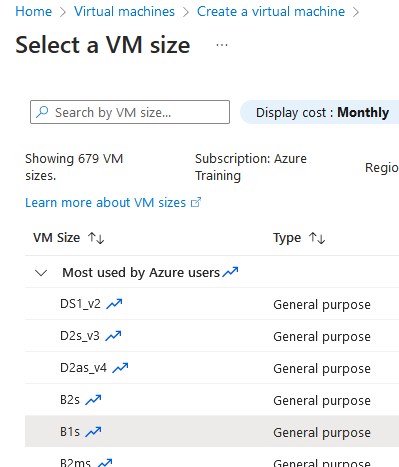 Home > Virtual machines > Create a virtual machine >
Select a VM size ...
Search by VM size... Display cost : Monthly
Showing 679 VM sizes. Subscription: Azure Training Regio
Learn more about VM sizes
VM Size ↑↓ Type ↑↓
Most used by Azure users
DS1_v2 General purpose
D2s_v3 General purpose
D2as_v4 General purpose
B2s General purpose
B1s General purpose
B2ms General purpose